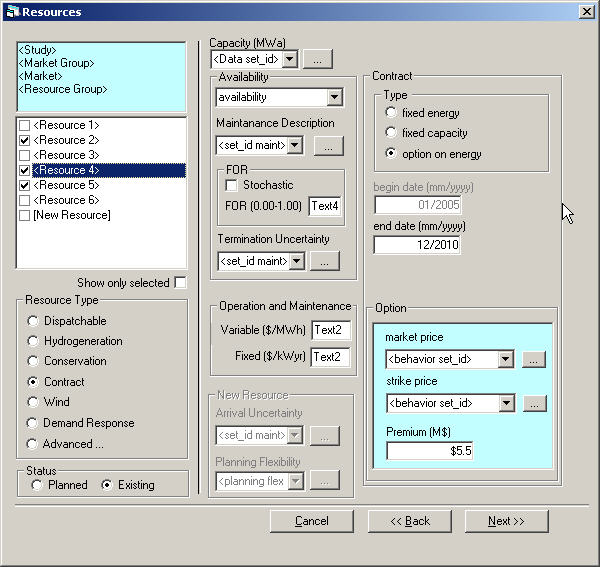 Resources
<Study>
<Market Group>
<Market>
<Resource Group>
<Resource 1>
<Resource 2>
<Resource 3>
<Resource 4>
<Resource 5>
<Resource 6>
[New Resource]
Show only selected
Resource Type
Dispatchable
Hydrogeneration
Conservation
Contract
Wind
Demand Response
Advanced ...
Status
Planned
Existing
Capacity (MWa)
<Data set_id>
...
Availability
availability
Maintanance Description
<set_id maint>
...
FOR
Stochastic
FOR (0.00-1.00)
Text4
Termination Uncertainty
<set_id maint>
...
Operation and Maintenance
Variable ($/MWh)
Text2
Fixed ($/kWyr)
Text2
New Resource
Arrival Uncertainty
<set_id maint>
...
Planning Flexibility
<planning flex
...
Contract
Type
fixed energy
fixed capacity
option on energy
begin date (mm/yyyy)
01/2005
end date (mm/yyyy)
12/2010
Option
market price
<behavior set_id>
...
strike price
<behavior set_id>
...
Premium (M$)
$5.5
Cancel
<< Back
Next >>